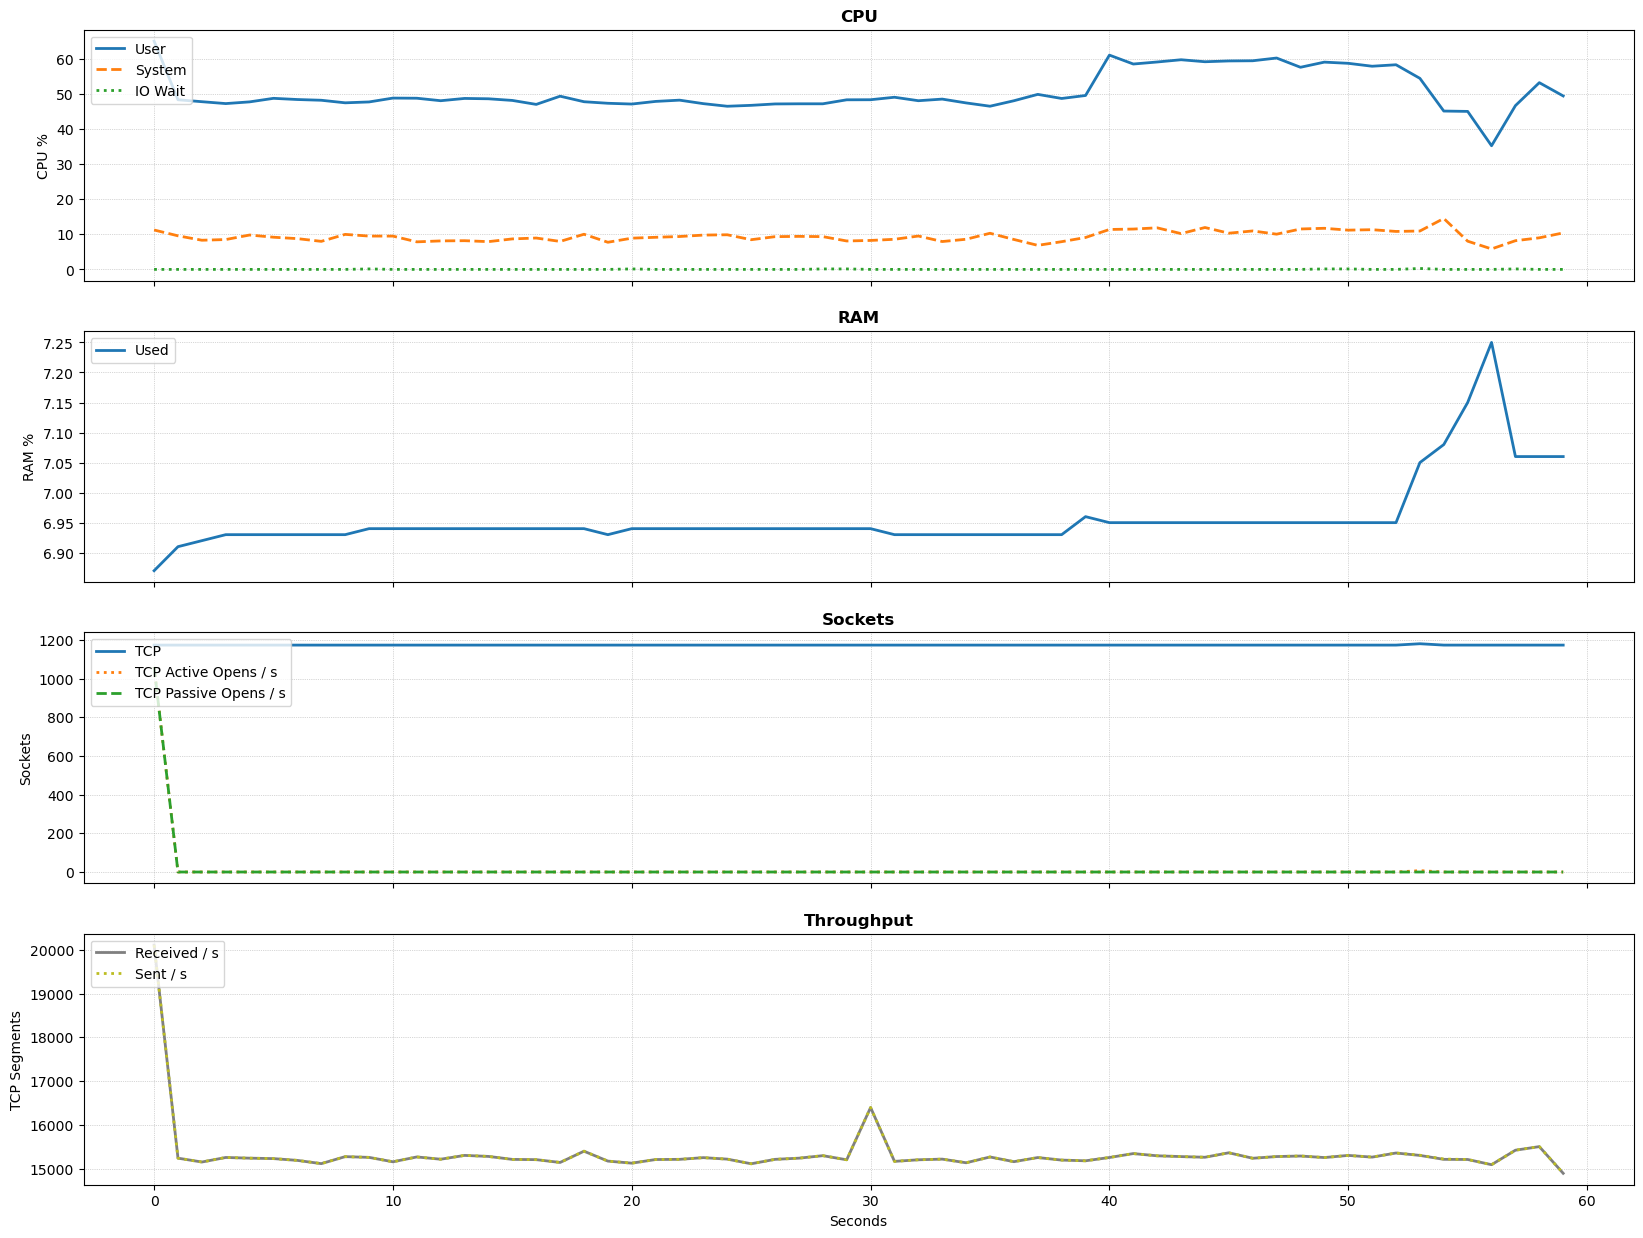 CPU
User
System
IO Wait
60
50
40
30
20
10
0
CPU %
RAM
Used
7.25
7.20
7.15
7.10
7.05
7.00
6.95
6.90
RAM %
Sockets
TCP
TCP Active Opens / s
TCP Passive Opens / s
1200
1000
800
600
400
200
0
Sockets
Throughput
Received / s
Sent / s
20000
19000
18000
17000
16000
15000
TCP Segments
0 10 20 30 40 50 60
Seconds